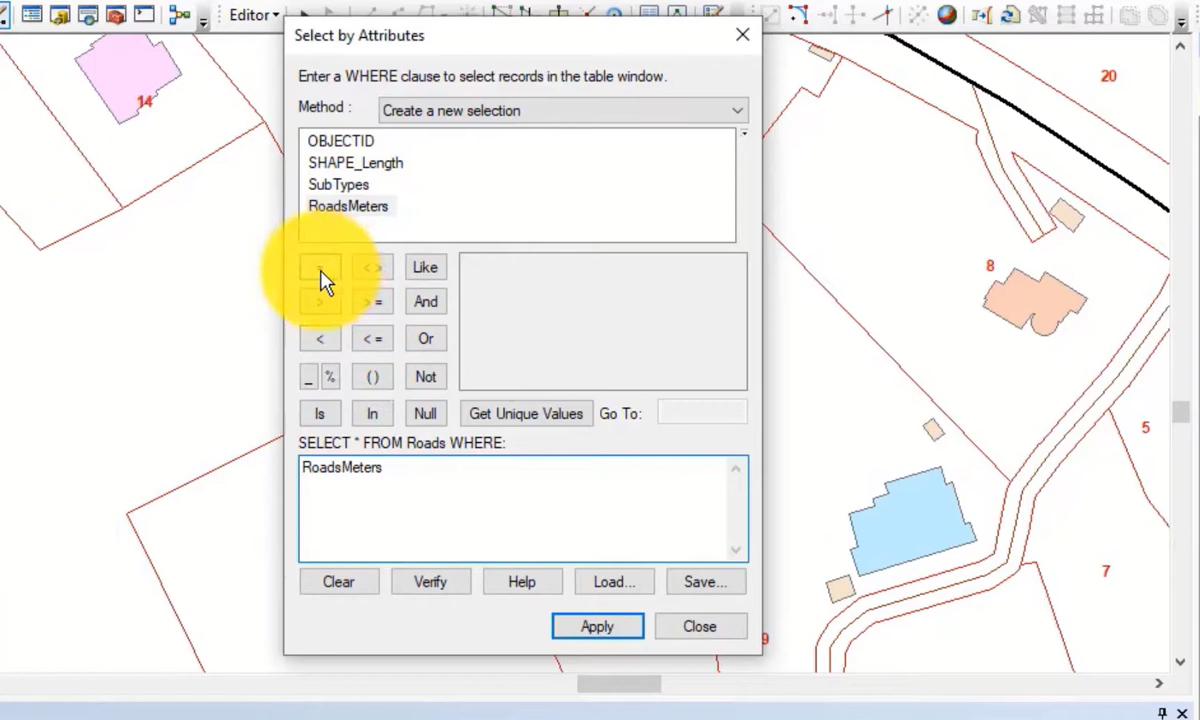 Editor
Select by Attributes
Enter a WHERE clause to select records in the table window.
Method : Create a new selection
OBJECTID
SHAPE_Length
SubTypes
RoadsMeters
= < > Like
> > = And
< < = Or
_ % ( ) Not
Is In Null Get Unique Values Go To:
SELECT * FROM Roads WHERE:
RoadsMeters
Clear Verify Help Load... Save...
Apply Close
14
20
8
5
7
9